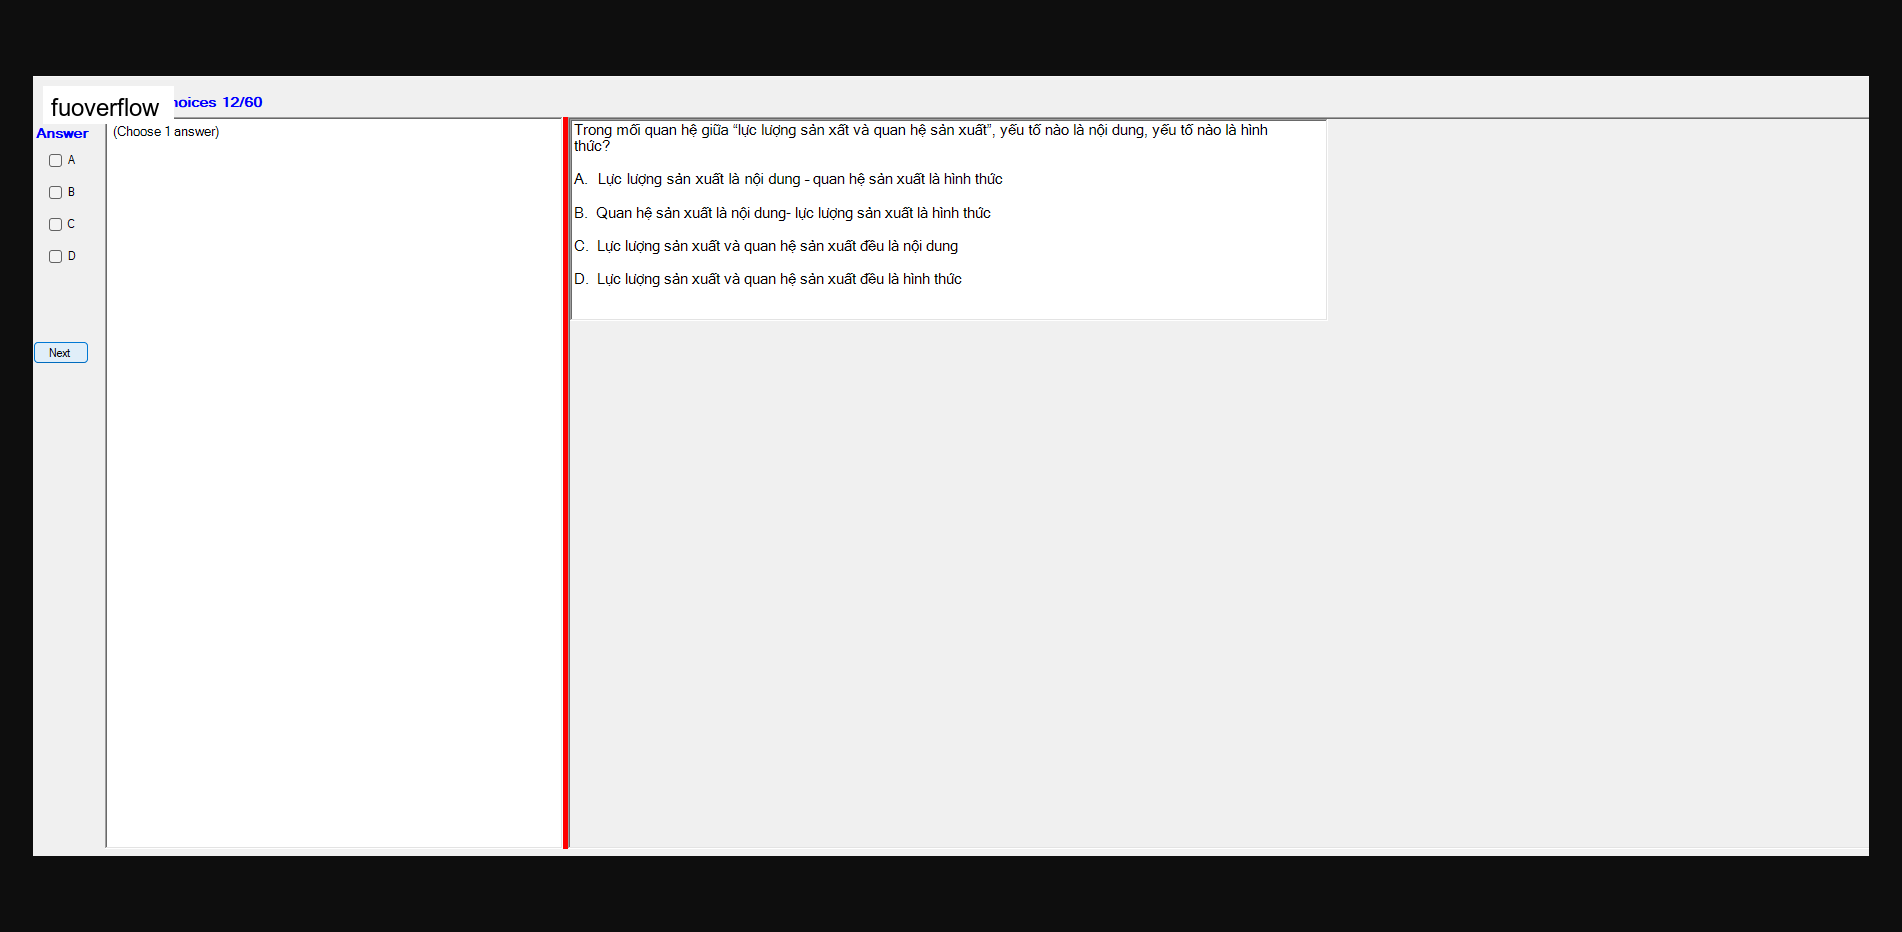 fuoverflow
hoices 12/60
Answer
(Choose 1 answer)
A
B
C
D
Next
Trong mối quan hệ giữa “lực lượng sản xất và quan hệ sản xuất”, yếu tố nào là nội dung, yếu tố nào là hình
thức?
A. Lực lượng sản xuất là nội dung - quan hệ sản xuất là hình thức
B. Quan hệ sản xuất là nội dung- lực lượng sản xuất là hình thức
C. Lực lượng sản xuất và quan hệ sản xuất đều là nội dung
D. Lực lượng sản xuất và quan hệ sản xuất đều là hình thức